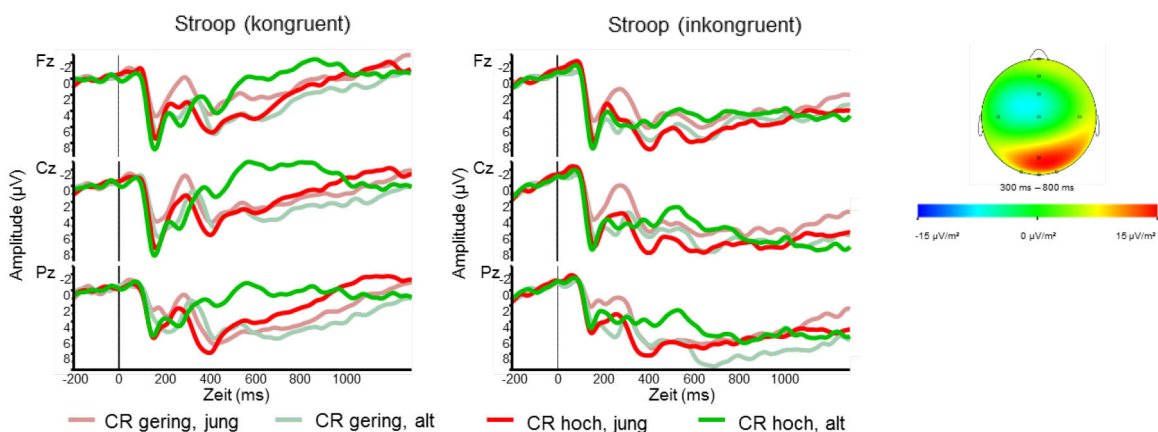 Stroop (kongruent)
Stroop (inkongruent)
Fz
-2
0
2
4
6
8
Cz
-2
0
2
4
6
8
Pz
-2
0
2
4
6
8
Amplitude (µV)
-200 0 200 400 600 800 1000
Zeit (ms)
Fz
-2
0
2
4
6
8
Cz
-2
0
2
4
6
8
Pz
-2
0
2
4
6
8
Amplitude (µV)
-200 0 200 400 600 800 1000
Zeit (ms)
300 ms – 800 ms
-15 µV/m² 0 µV/m² 15 µV/m²
CR gering, jung CR gering, alt CR hoch, jung CR hoch, alt